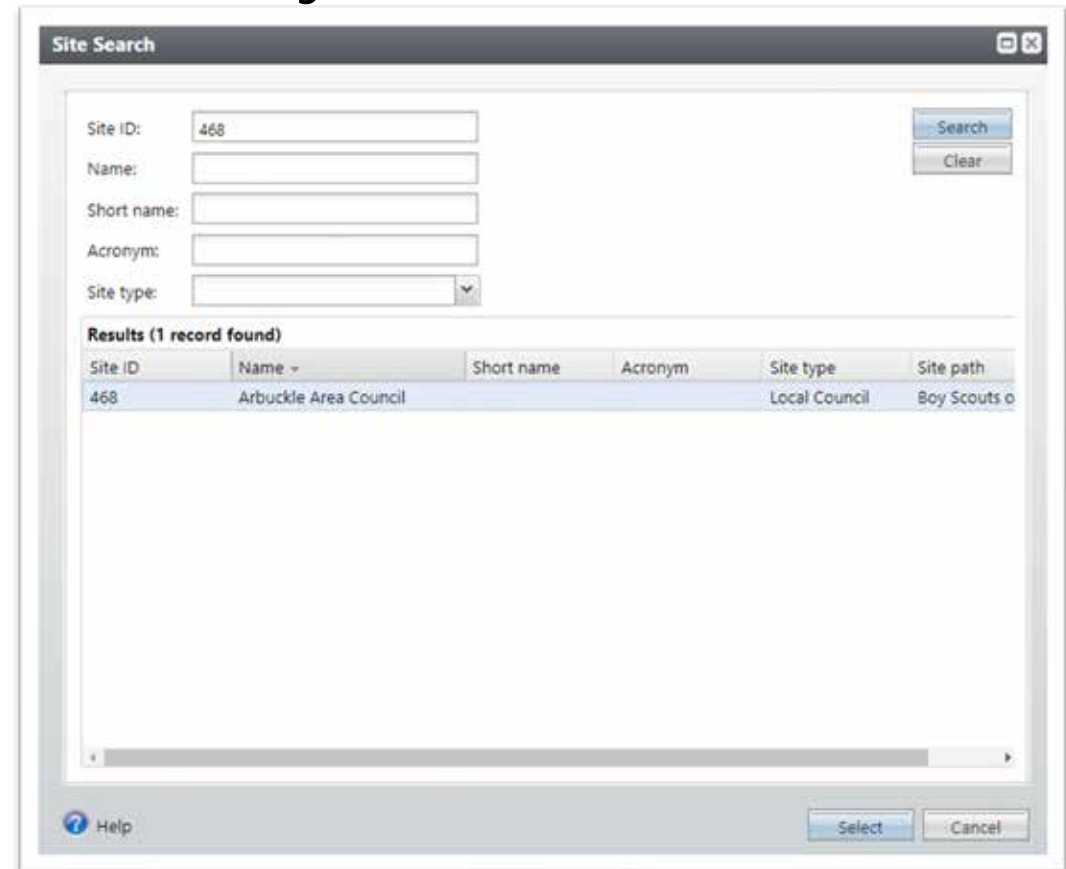 Site Search
Site ID: 468 Search
Name: Clear
Short name:
Acronym:
Site type:
Results (1 record found)
Site ID Name Short name Acronym Site type Site path
468 Arbuckle Area Council Local Council Boy Scouts o
Help Select Cancel